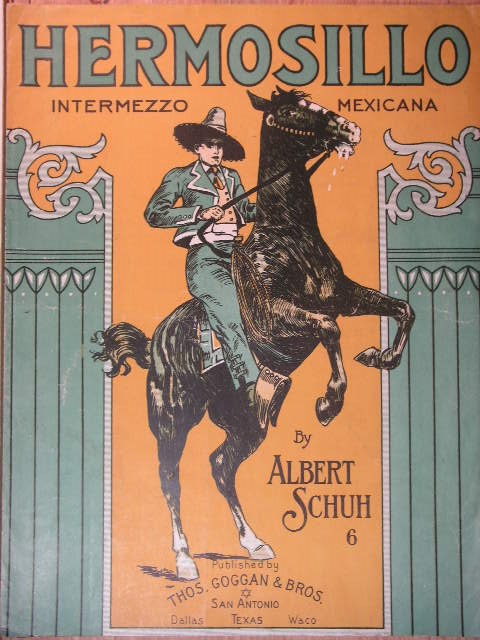 HERMOSILLO
INTERMEZZO MEXICANA
By
ALBERT
SCHUH
6
Published by
THOS. GOGGAN & BROS.
SAN ANTONIO
Dallas TEXAS Waco